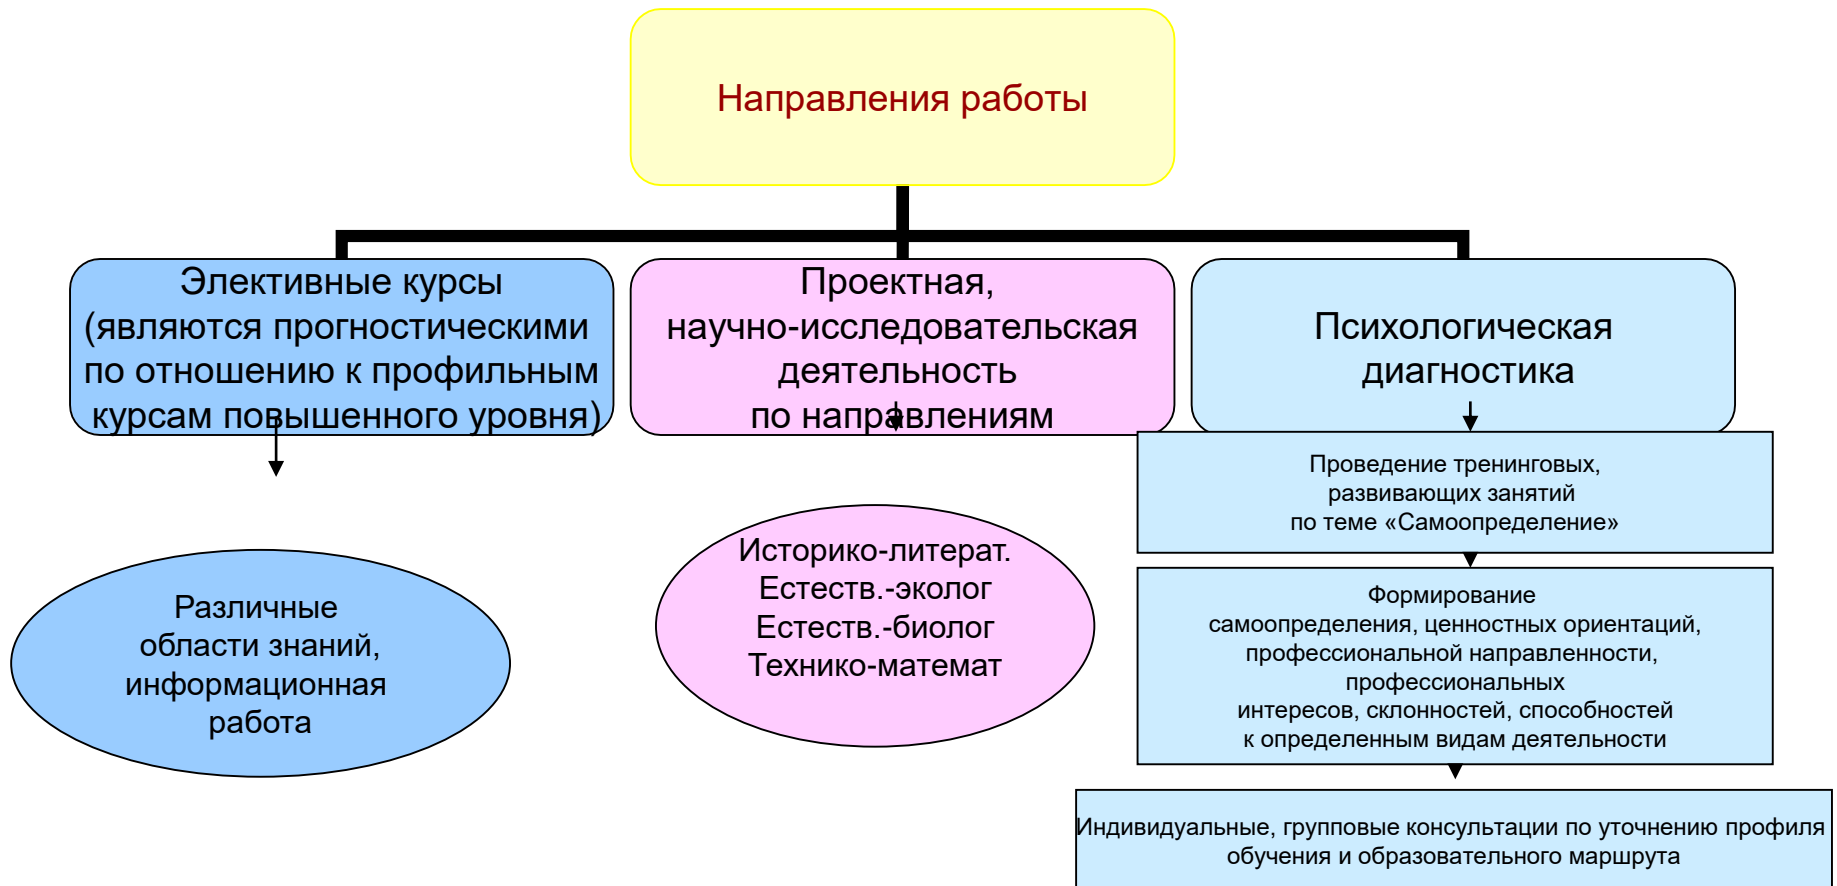 Направления работы
Элективные курсы
(являются прогностическими
по отношению к профильным
курсам повышенного уровня)
Проектная,
научно-исследовательская
деятельность
по направлениям
Психологическая
диагностика
Различные
области знаний,
информационная
работа
Историко-литерат.
Естеств.-эколог
Естеств.-биолог
Технико-математ
Проведение тренинговых,
развивающих занятий
по теме «Самоопределение»
Формирование
самоопределения, ценностных ориентаций,
профессиональной направленности,
профессиональных
интересов, склонностей, способностей
к определенным видам деятельности
Индивидуальные, групповые консультации по уточнению профиля
обучения и образовательного маршрута